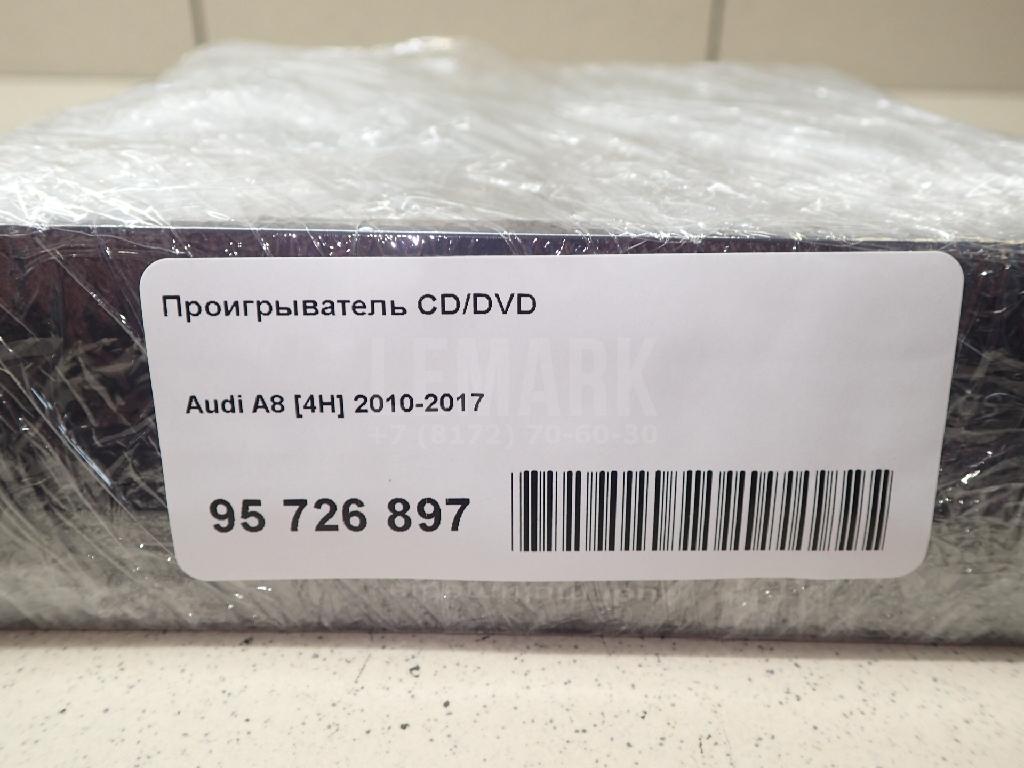 Проигрыватель CD/DVD
LEMARK
Audi A8 [4H] 2010-2017
+7 (8172) 70-60-30
95 726 897